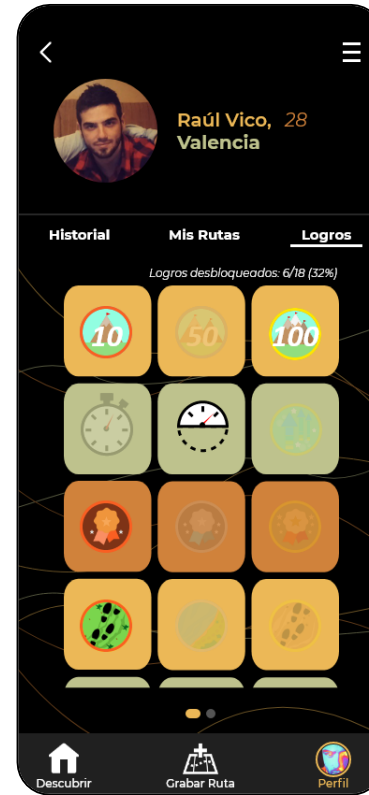 Raúl Vico, 28
Valencia
Historial Mis Rutas Logros
Logros desbloqueados: 6/18 (32%)
10 50 100
Descubrir Grabar Ruta Perfil